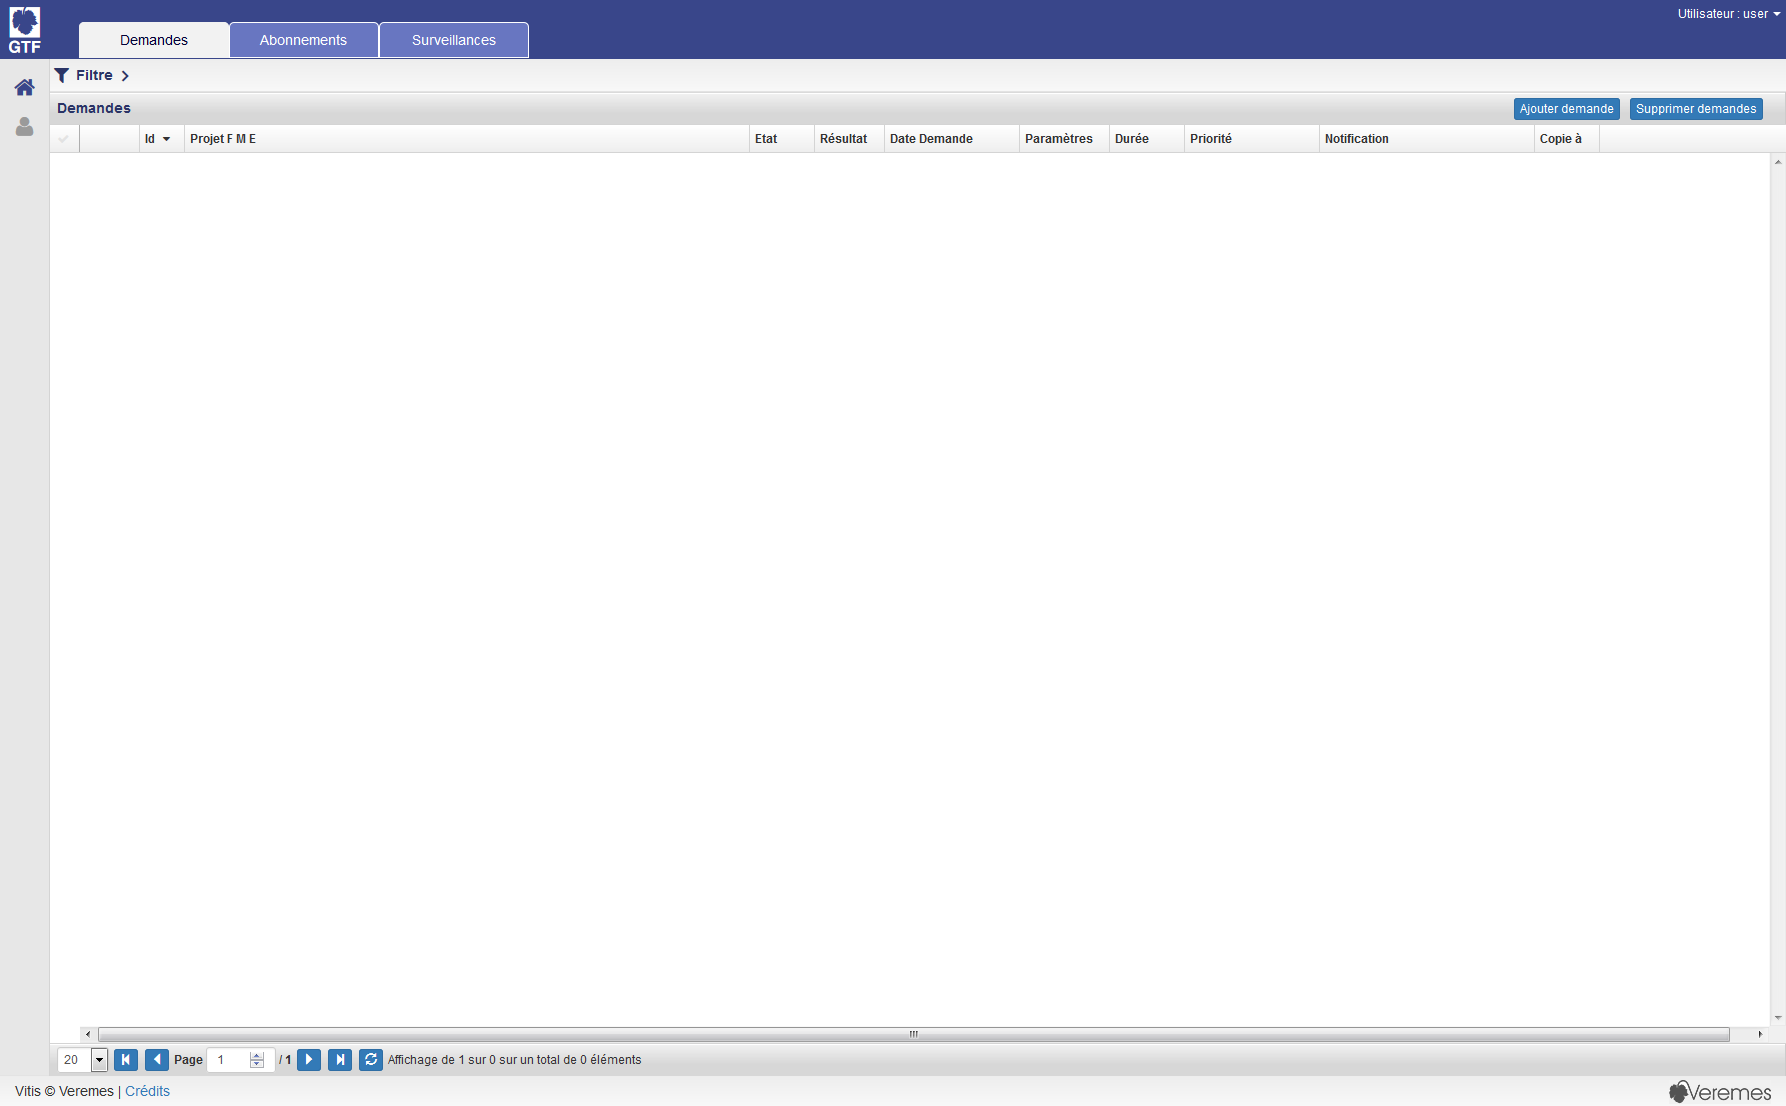 GTF
Demandes
Abonnements
Surveillances
Utilisateur : user
Filtre
Demandes
Ajouter demande
Supprimer demandes
Id
Projet F M E
Etat
Résultat
Date Demande
Paramètres
Durée
Priorité
Notification
Copie à
20
Page
1
/ 1
Affichage de 1 sur 0 sur un total de 0 éléments
Vitis © Veremes | Crédits
Veremes